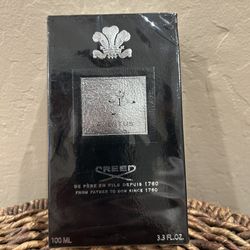 AVENTUS
CREED
DE PÈRE EN FILS DEPUIS 1760
FROM FATHER TO SON SINCE 1760
100 ML 3.3 FL.OZ.